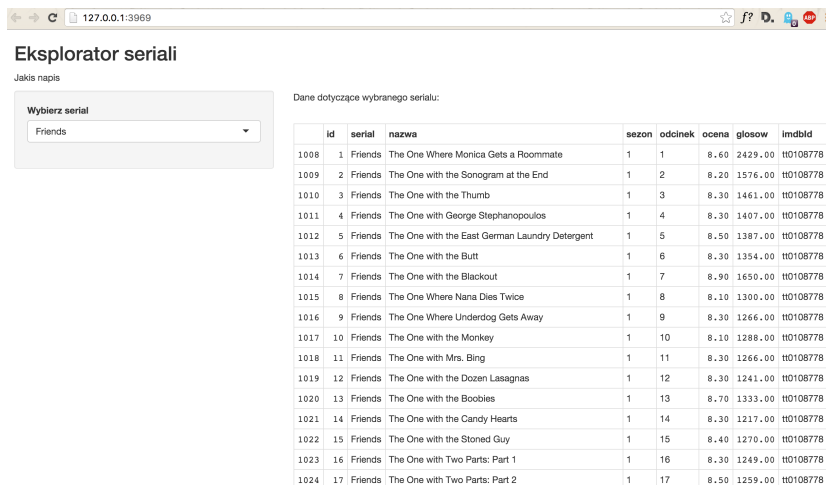 127.0.0.1:3969
f? D. ABP
Eksplorator seriali
Jakis napis
Wybierz serial
Friends
Dane dotyczące wybranego serialu:
id serial nazwa sezon odcinek ocena glosow imdbId
1008 1 Friends The One Where Monica Gets a Roommate 1 1 8.60 2429.00 tt0108778
1009 2 Friends The One with the Sonogram at the End 1 2 8.20 1576.00 tt0108778
1010 3 Friends The One with the Thumb 1 3 8.30 1461.00 tt0108778
1011 4 Friends The One with George Stephanopoulos 1 4 8.30 1407.00 tt0108778
1012 5 Friends The One with the East German Laundry Detergent 1 5 8.50 1387.00 tt0108778
1013 6 Friends The One with the Butt 1 6 8.30 1354.00 tt0108778
1014 7 Friends The One with the Blackout 1 7 8.90 1650.00 tt0108778
1015 8 Friends The One Where Nana Dies Twice 1 8 8.10 1300.00 tt0108778
1016 9 Friends The One Where Underdog Gets Away 1 9 8.30 1266.00 tt0108778
1017 10 Friends The One with the Monkey 1 10 8.10 1288.00 tt0108778
1018 11 Friends The One with Mrs. Bing 1 11 8.30 1266.00 tt0108778
1019 12 Friends The One with the Dozen Lasagnas 1 12 8.30 1241.00 tt0108778
1020 13 Friends The One with the Boobies 1 13 8.70 1333.00 tt0108778
1021 14 Friends The One with the Candy Hearts 1 14 8.30 1217.00 tt0108778
1022 15 Friends The One with the Stoned Guy 1 15 8.40 1270.00 tt0108778
1023 16 Friends The One with Two Parts: Part 1 1 16 8.30 1249.00 tt0108778
1024 17 Friends The One with Two Parts: Part 2 1 17 8.50 1259.00 tt0108778